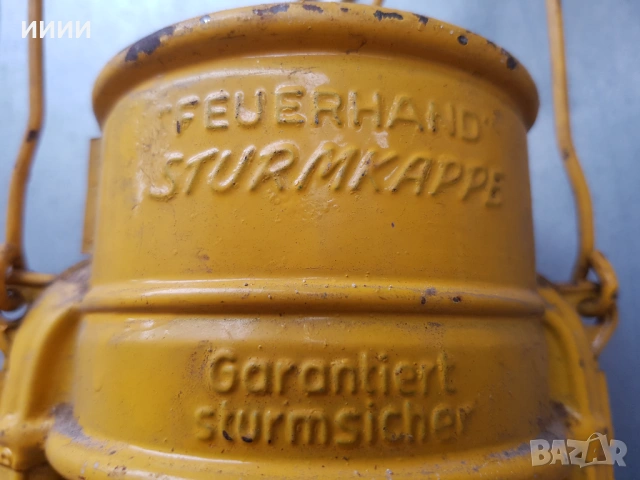 ииии
"FEUERHAND"
STURMKAPPE
Garantiert
sturmsicher
BAZAR